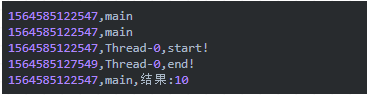 1564585122547,main
1564585122547,main
1564585122547,Thread-0,start!
1564585127549,Thread-0,end!
1564585122547,main,结果:10